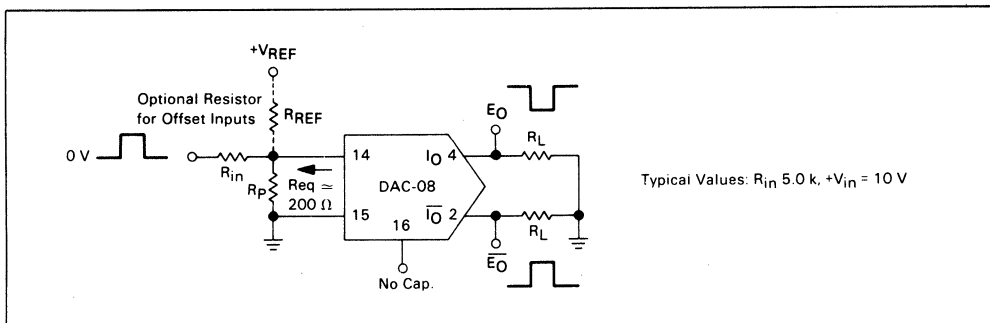 +VREF
Optional Resistor
for Offset Inputs
RREF
0 V
Rin
RP
Req ≃
200 Ω
14
15
16
DAC-08
IO 4
IO 2
EO
RL
RL
EO
No Cap.
Typical Values: Rin 5.0 k, +Vin = 10 V